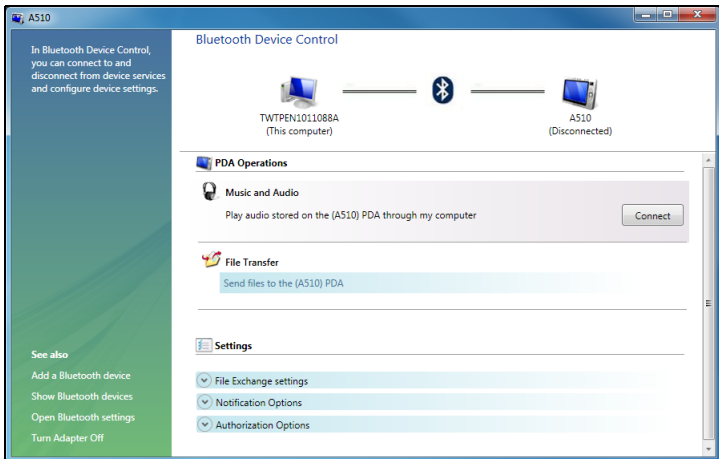 A510
In Bluetooth Device Control,
you can connect to and
disconnect from device services
and configure device settings.
See also
Add a Bluetooth device
Show Bluetooth devices
Open Bluetooth settings
Turn Adapter Off
Bluetooth Device Control
TWTPEN1011088A
(This computer)
A510
(Disconnected)
PDA Operations
Music and Audio
Play audio stored on the (A510) PDA through my computer
Connect
File Transfer
Send files to the (A510) PDA
Settings
File Exchange settings
Notification Options
Authorization Options